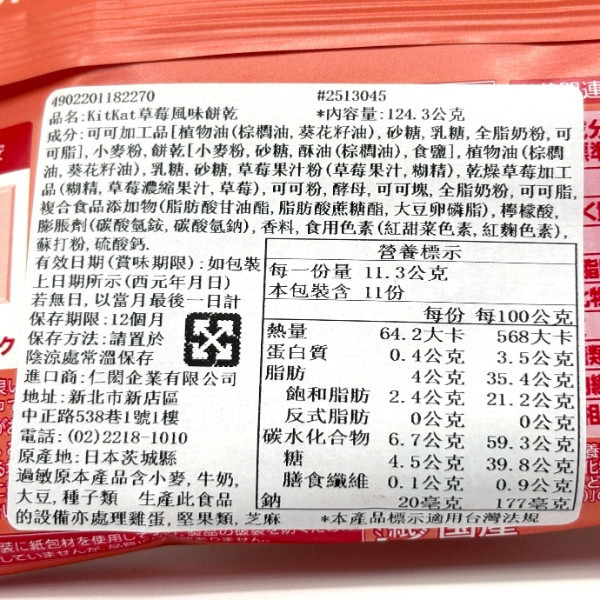 4902201182270 #2513045
品名:KitKat草莓風味餅乾 *內容量:124.3公克
成分:可可加工品[植物油(棕櫚油, 葵花籽油), 砂糖, 乳糖, 全脂奶粉, 可
可脂], 小麥粉, 餅乾[小麥粉, 砂糖, 酥油(棕櫚油), 食鹽], 植物油(棕櫚
油, 葵花籽油), 乳糖, 砂糖, 草莓果汁粉(草莓果汁, 糊精), 乾燥草莓加工
品(糊精, 草莓濃縮果汁, 草莓), 可可粉, 酵母, 可可塊, 全脂奶粉, 可可脂,
複合食品添加物(脂肪酸甘油酯, 脂肪酸蔗糖酯, 大豆卵磷脂), 檸檬酸,
膨脹劑(碳酸氫銨, 碳酸氫鈉), 香料, 食用色素(紅甜菜色素, 紅麴色素),
蘇打粉, 硫酸鈣.
有效日期(賞味期限):如包裝
上日期所示(西元年月日)
若無日, 以當月最後一日計
保存期限:12個月
保存方法:請置於
陰涼處常溫保存
進口商:仁閎企業有限公司
地址:新北市新店區
中正路538巷1號1樓
電話:(02)2218-1010
原產地:日本茨城縣
過敏原本產品含小麥, 牛奶,
大豆, 種子類 生產此食品
的設備亦處理雞蛋, 堅果類, 芝麻
營養標示
每一份量 11.3公克
本包裝含 11份
每份 每100公克
熱量 64.2大卡 568大卡
蛋白質 0.4公克 3.5公克
脂肪 4公克 35.4公克
飽和脂肪 2.4公克 21.2公克
反式脂肪 0公克 0公克
碳水化合物 6.7公克 59.3公克
糖 4.5公克 39.8公克
膳食纖維 0.1公克 0.9公克
鈉 20毫克 177毫克
*本產品標示適用台灣法規